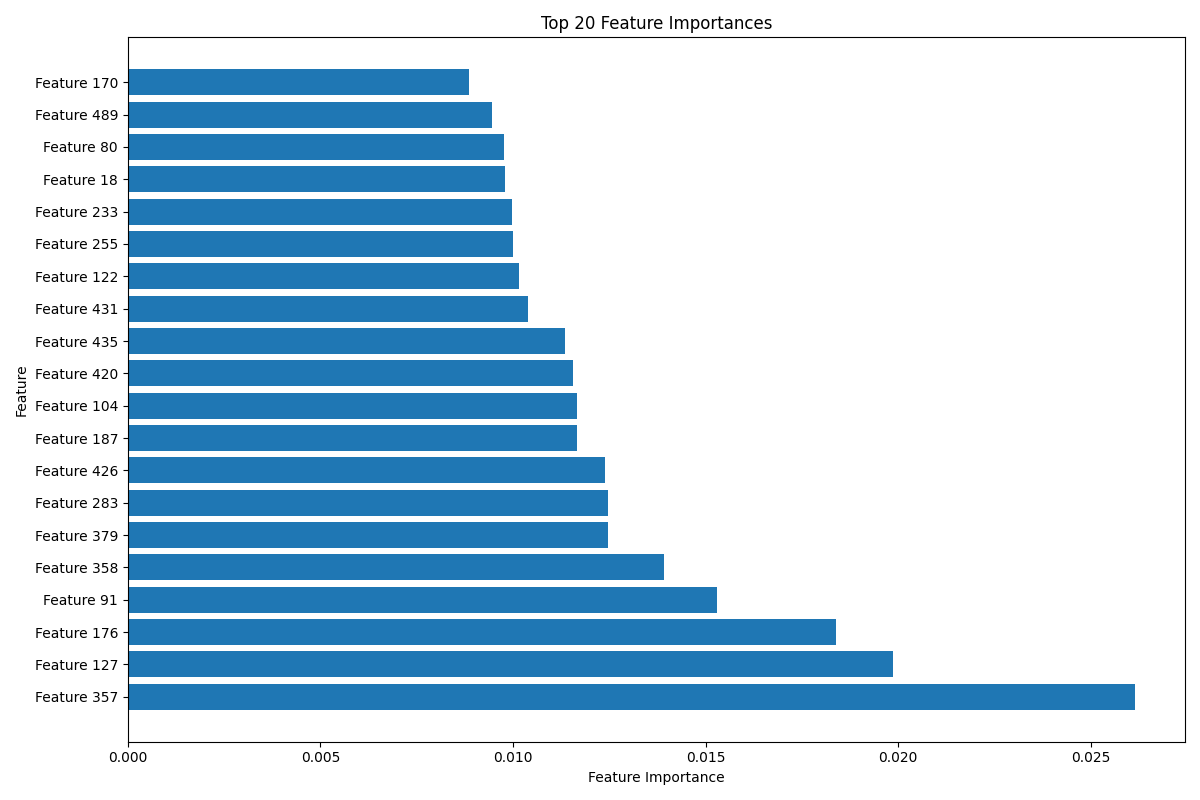 Top 20 Feature Importances
Feature
Feature 170
Feature 489
Feature 80
Feature 18
Feature 233
Feature 255
Feature 122
Feature 431
Feature 435
Feature 420
Feature 104
Feature 187
Feature 426
Feature 283
Feature 379
Feature 358
Feature 91
Feature 176
Feature 127
Feature 357
0.000 0.005 0.010 0.015 0.020 0.025
Feature Importance